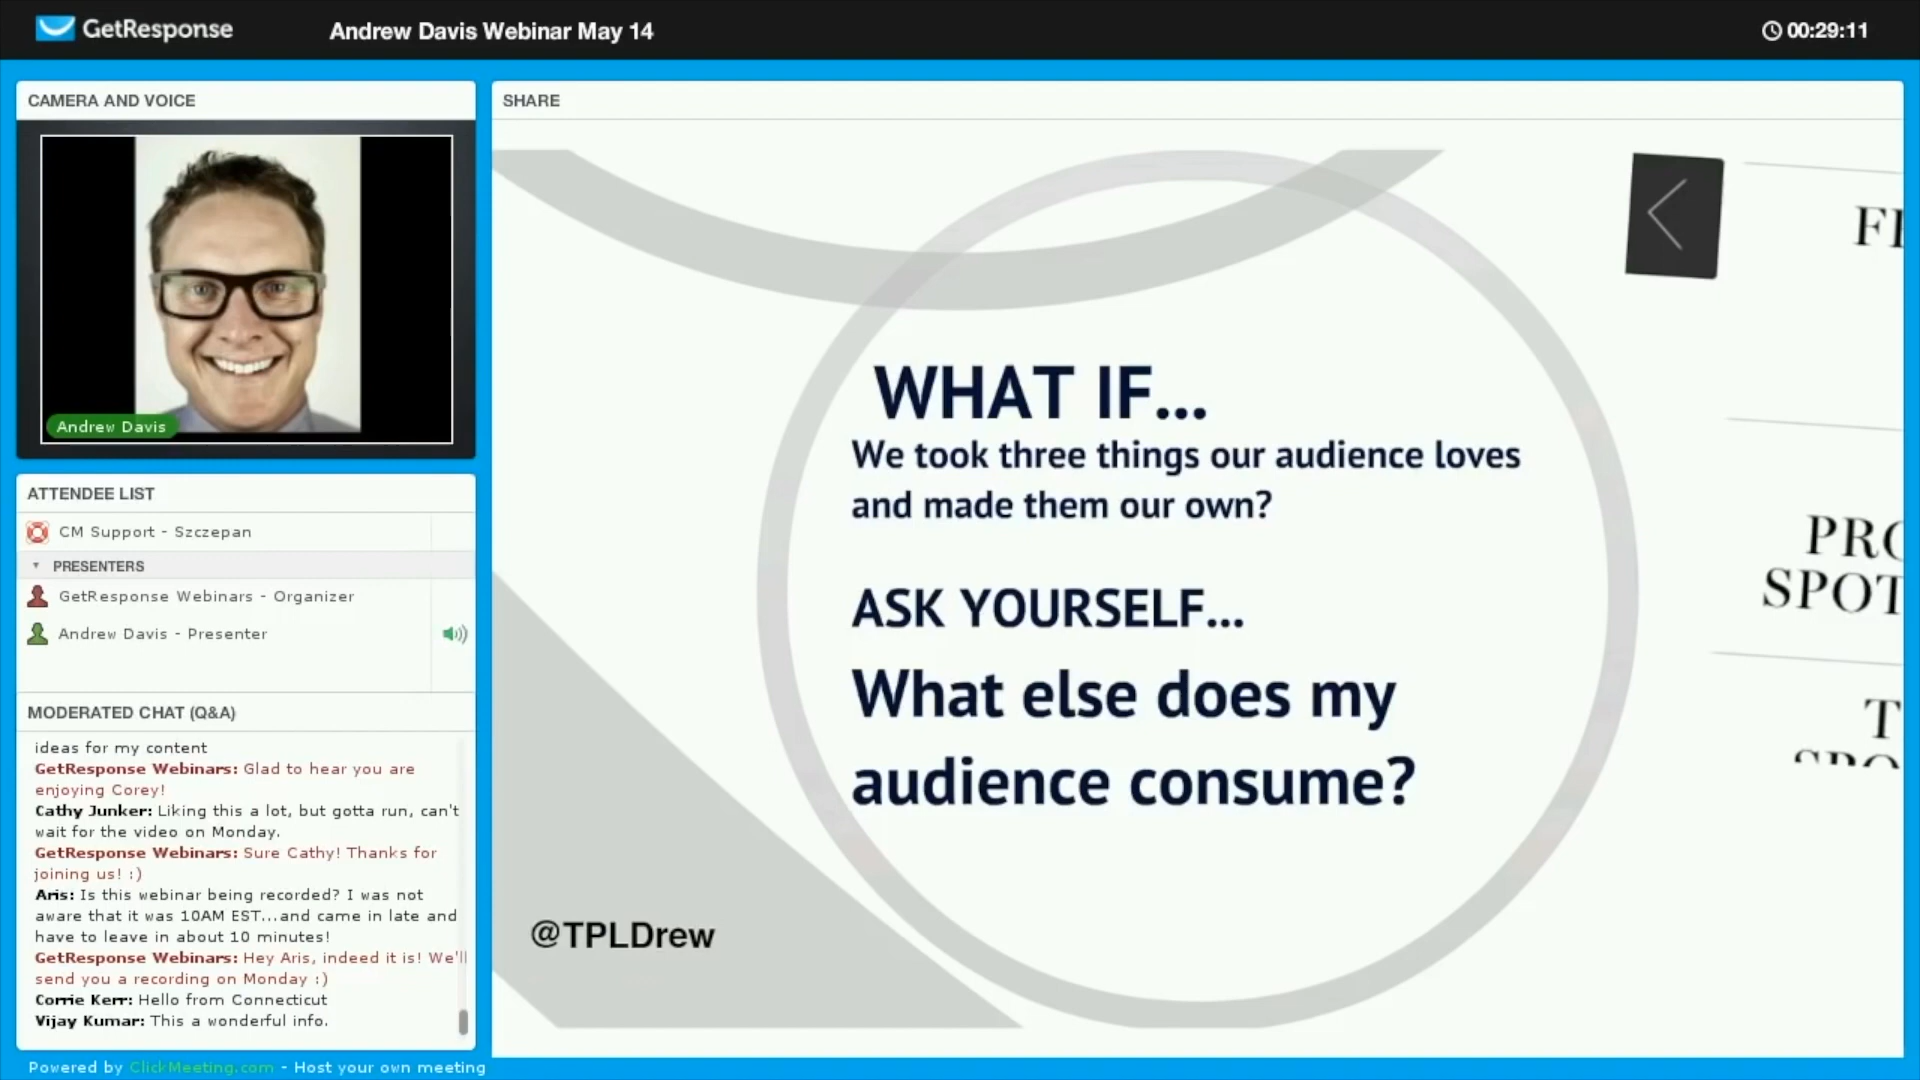 GetResponse
Andrew Davis Webinar May 14
00:29:11
CAMERA AND VOICE
Andrew Davis
ATTENDEE LIST
CM Support - Szczepan
PRESENTERS
GetResponse Webinars - Organizer
Andrew Davis - Presenter
MODERATED CHAT (Q&A)
ideas for my content
GetResponse Webinars: Glad to hear you are
enjoying Corey!
Cathy Junker: Liking this a lot, but gotta run, can't
wait for the video on Monday.
GetResponse Webinars: Sure Cathy! Thanks for
joining us! :)
Aris: Is this webinar being recorded? I was not
aware that it was 10AM EST...and came in late and
have to leave in about 10 minutes!
GetResponse Webinars: Hey Aris, indeed it is! We'll
send you a recording on Monday :)
Corrie Kerr: Hello from Connecticut
Vijay Kumar: This a wonderful info.
Powered by ClickMeeting.com - Host your own meeting
SHARE
WHAT IF...
We took three things our audience loves
and made them our own?
ASK YOURSELF...
What else does my
audience consume?
@TPLDrew